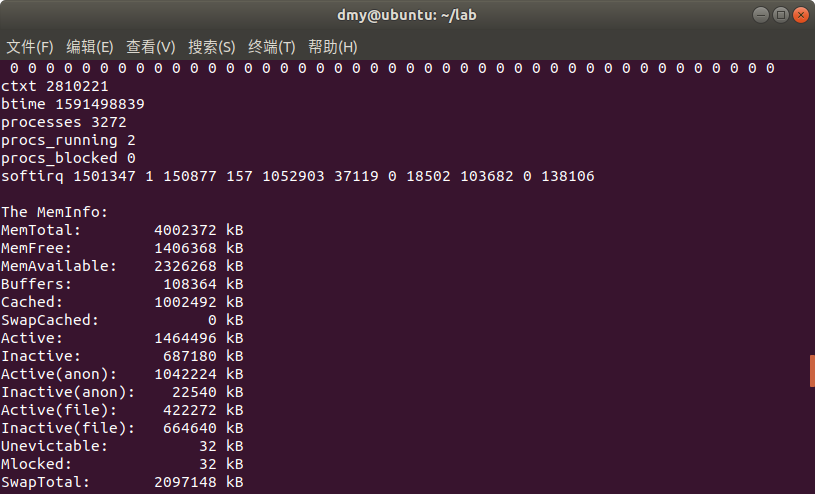 dmy@ubuntu: ~/lab
文件(F) 编辑(E) 查看(V) 搜索(S) 终端(T) 帮助(H)
0 0 0 0 0 0 0 0 0 0 0 0 0 0 0 0 0 0 0 0 0 0 0 0 0 0 0 0 0 0 0 0 0 0 0 0 0 0 0 0 0 0 0
ctxt 2810221
btime 1591498839
processes 3272
procs_running 2
procs_blocked 0
softirq 1501347 1 150877 157 1052903 37119 0 18502 103682 0 138106
The MemInfo:
MemTotal:        4002372 kB
MemFree:         1406368 kB
MemAvailable:    2326268 kB
Buffers:          108364 kB
Cached:          1002492 kB
SwapCached:            0 kB
Active:          1464496 kB
Inactive:         687180 kB
Active(anon):    1042224 kB
Inactive(anon):    22540 kB
Active(file):     422272 kB
Inactive(file):   664640 kB
Unevictable:          32 kB
Mlocked:              32 kB
SwapTotal:       2097148 kB